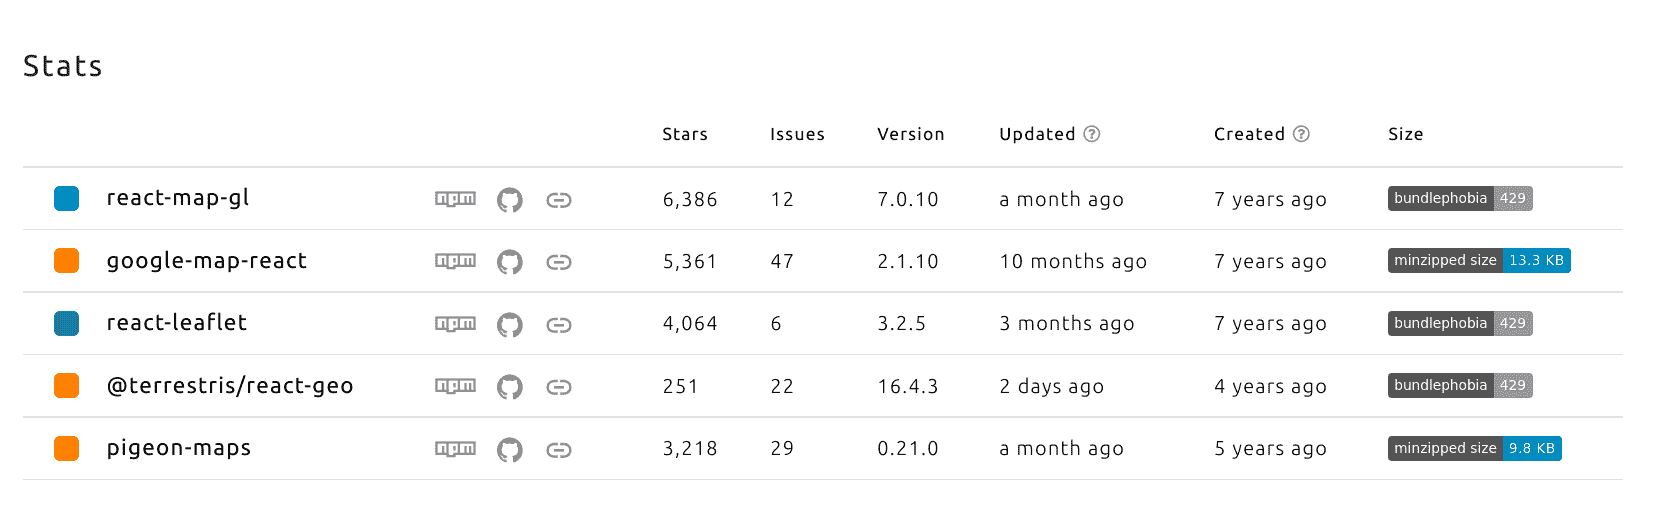 Stats
Stars Issues Version Updated ? Created ? Size
react-map-gl npm 6,386 12 7.0.10 a month ago 7 years ago bundlephobia 429
google-map-react npm 5,361 47 2.1.10 10 months ago 7 years ago minzipped size 13.3 KB
react-leaflet npm 4,064 6 3.2.5 3 months ago 7 years ago bundlephobia 429
@terrestris/react-geo npm 251 22 16.4.3 2 days ago 4 years ago bundlephobia 429
pigeon-maps npm 3,218 29 0.21.0 a month ago 5 years ago minzipped size 9.8 KB